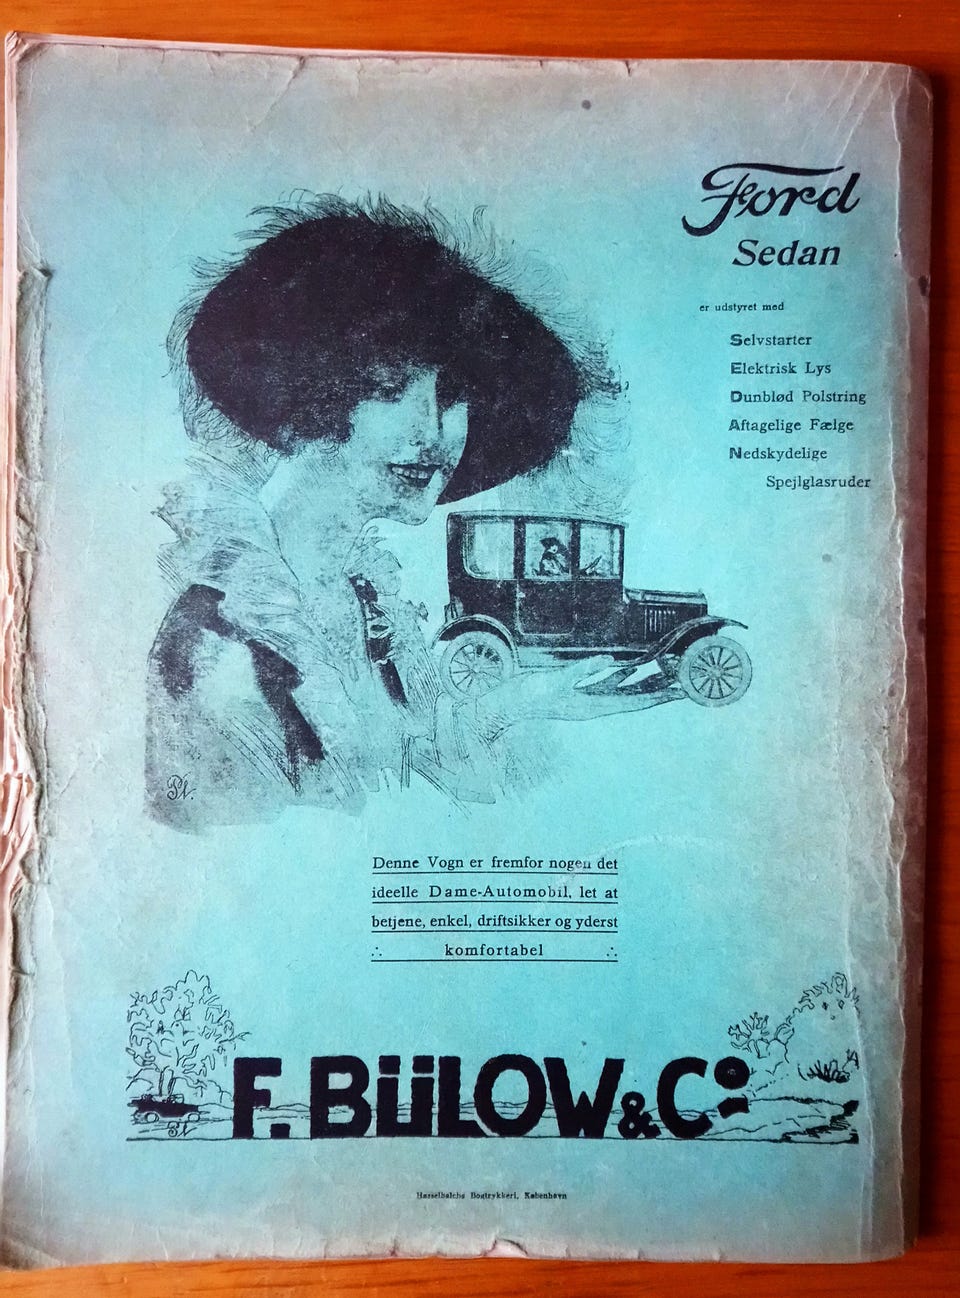 Ford
Sedan
er udstyret med
Selvstarter
Elektrisk Lys
Dunblød Polstring
Aftagelige Fælge
Nedskydelige
Spejlglasruder
Denne Vogn er fremfor nogen det
ideelle Dame-Automobil, let at
betjene, enkel, driftsikker og yderst
∴ komfortabel ∴
F. BÜLOW & Co.
Hasselbalchs Bogtrykkeri, København